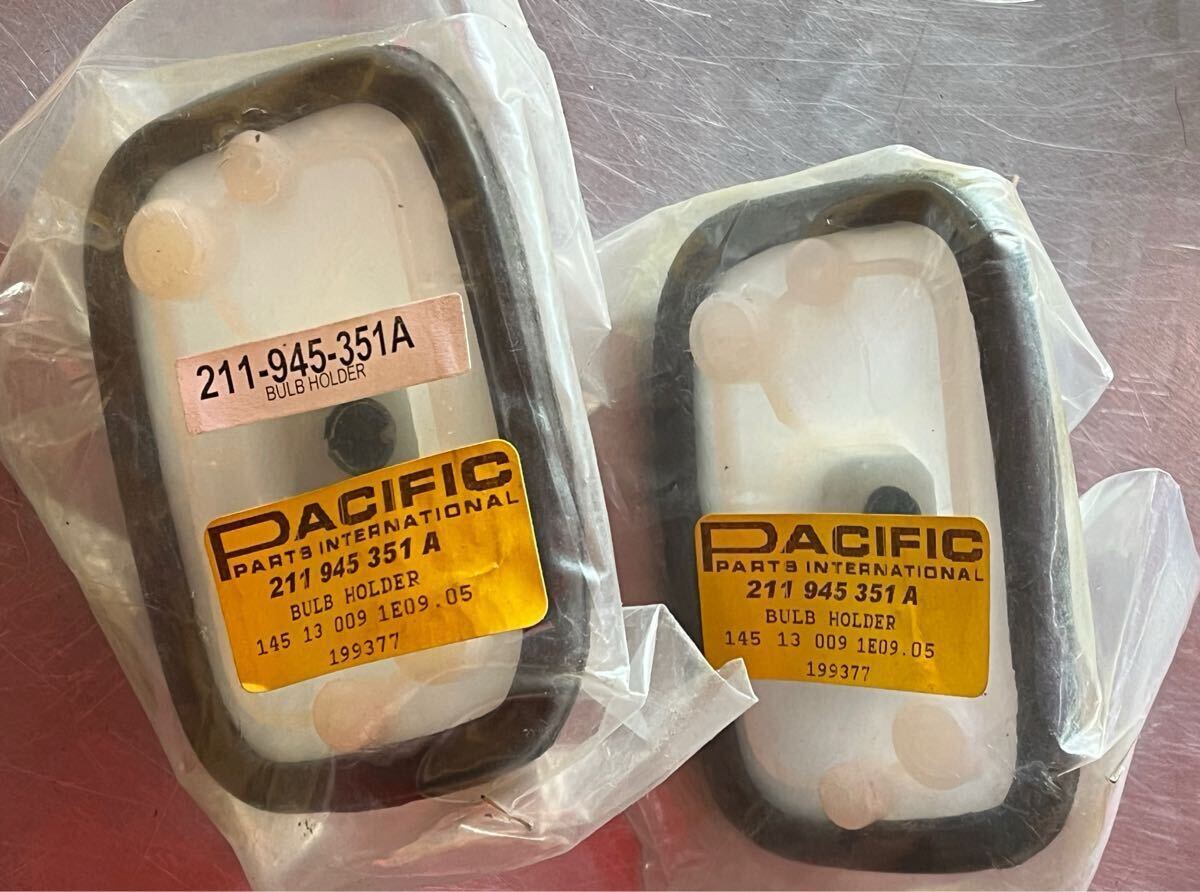 211-945-351A
BULB HOLDER
PACIFIC
PARTS INTERNATIONAL
211 945 351 A
BULB HOLDER
145 13 009 1E09.05
199377
PACIFIC
PARTS INTERNATIONAL
211 945 351 A
BULB HOLDER
145 13 009 1E09.05
199377